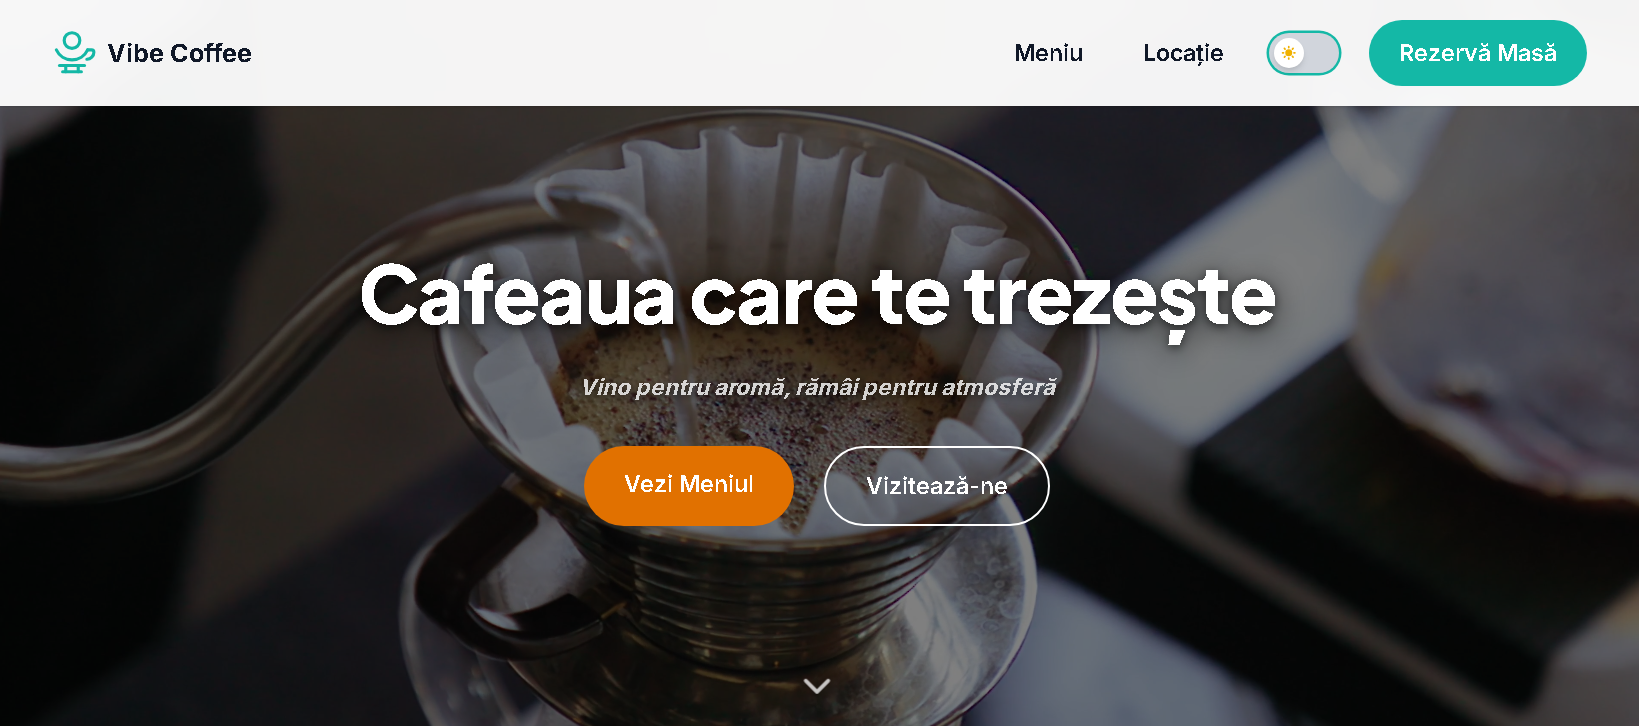 Vibe Coffee
Meniu
Locație
Rezervă Masă
Cafeaua care te trezește
Vino pentru aromă, rămâi pentru atmosferă
Vezi Meniul
Vizitează-ne